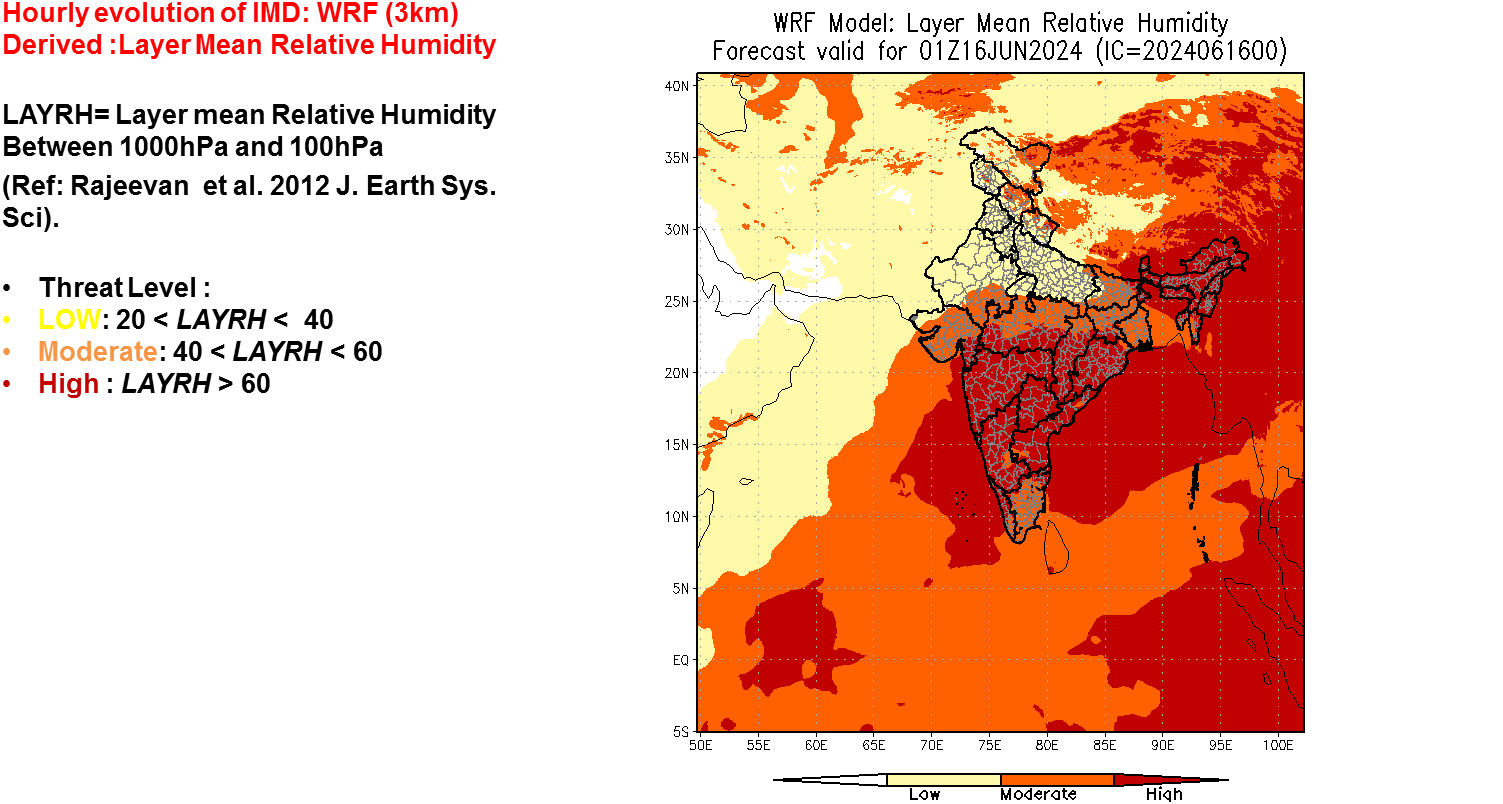 Hourly evolution of IMD: WRF (3km)
Derived :Layer Mean Relative Humidity
LAYRH= Layer mean Relative Humidity
Between 1000hPa and 100hPa
(Ref: Rajeevan et al. 2012 J. Earth Sys.
Sci).
• Threat Level :
• LOW: 20 < LAYRH < 40
• Moderate: 40 < LAYRH < 60
• High : LAYRH > 60
WRF Model: Layer Mean Relative Humidity
Forecast valid for 01Z16JUN2024 (IC=2024061600)
40N
35N
30N
25N
20N
15N
10N
5N
EQ
5S
50E 55E 60E 65E 70E 75E 80E 85E 90E 95E 100E
Low Moderate High